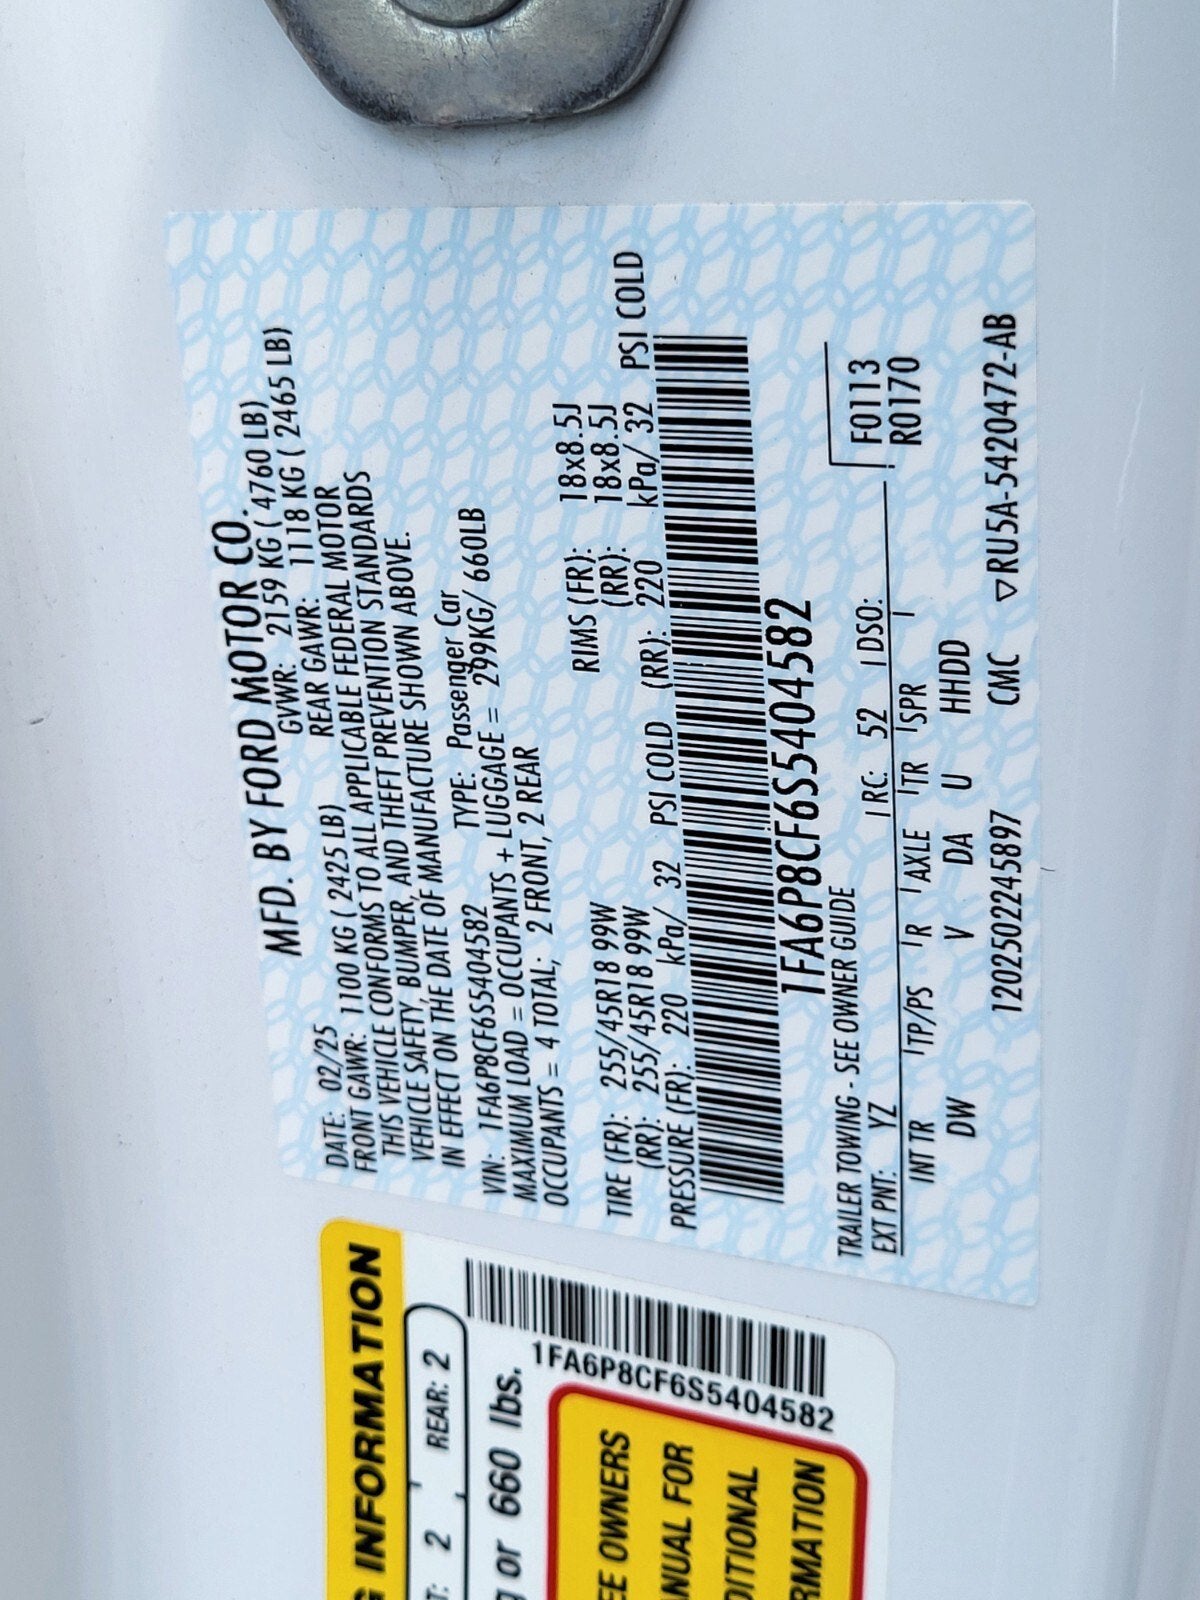 MFD. BY FORD MOTOR CO.
DATE: 02/25 GVWR: 2159 KG ( 4760 LB)
FRONT GAWR: 1100 KG ( 2425 LB) REAR GAWR: 1118 KG ( 2465 LB)
THIS VEHICLE CONFORMS TO ALL APPLICABLE FEDERAL MOTOR
VEHICLE SAFETY, BUMPER, AND THEFT PREVENTION STANDARDS
IN EFFECT ON THE DATE OF MANUFACTURE SHOWN ABOVE.
VIN: 1FA6P8CF6S5404582 TYPE: Passenger Car
MAXIMUM LOAD = OCCUPANTS + LUGGAGE = 299KG/ 660LB
OCCUPANTS = 4 TOTAL; 2 FRONT, 2 REAR
TIRE (FR): 255/45R18 99W RIMS (FR): 18x8.5J
(RR): 255/45R18 99W (RR): 18x8.5J
PRESSURE (FR): 220 kPa/ 32 PSI COLD (RR): 220 kPa/ 32 PSI COLD
1FA6P8CF6S5404582
TRAILER TOWING - SEE OWNER GUIDE
EXT PNT: YZ RC: 52 DSO: F0113
R0170
INT TR TP/PS R AXLE TR SPR
DW V DA U HHDD
1202502245897 CMC ▽RU5A-5420472-AB
G INFORMATION
T: 2 REAR: 2
g or 660 lbs.
1FA6P8CF6S5404582
EE OWNERS
ANUAL FOR
DITIONAL
RMATION